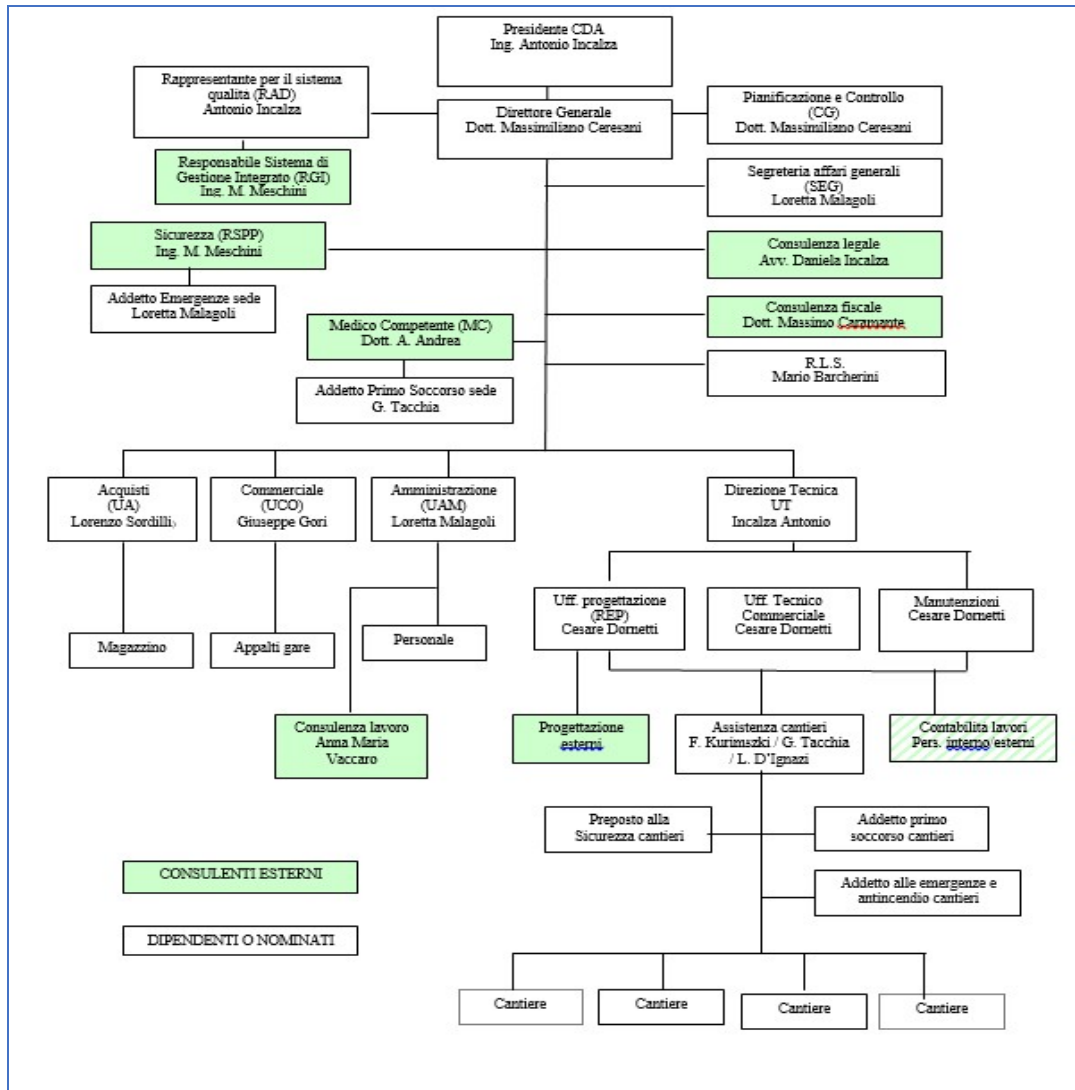 Presidente CDA
Ing. Antonio Incalza
Rappresentante per il sistema
qualita (RAD)
Antonio Incalza
Direttore Generale
Dott. Massimiliano Ceresani
Pianificazione e Controllo
(CG)
Dott. Massimiliano Ceresani
Responsabile Sistema di
Gestione Integrato (RGI)
Ing. M. Meschini
Segreteria affari generali
(SEG)
Loretta Malagoli
Sicurezza (RSPP)
Ing. M. Meschini
Consulenza legale
Avv. Daniela Incalza
Addetto Emergenze sede
Loretta Malagoli
Consulenza fiscale
Dott. Massimo Caramante
Medico Competente (MC)
Dott. A. Andrea
R.L.S.
Mario Barcherini
Addetto Primo Soccorso sede
G. Tacchia
Acquisti
(UA)
Lorenzo Sordilli)
Commerciale
(UCO)
Giuseppe Gori
Amministrazione
(UAM)
Loretta Malagoli
Direzione Tecnica
UT
Incalza Antonio
Uff. progettazione
(REP)
Cesare Dornetti
Uff. Tecnico
Commerciale
Cesare Dornetti
Manutenzioni
Cesare Dornetti
Magazzino
Appalti gare
Personale
Consulenza lavoro
Anna Maria
Vaccaro
Progettazione
esterni
Assistenza cantieri
F. Kurimszki / G. Tacchia
/ L. D'Ignazi
Contabilita lavori
Pers. interno/esterni
Preposto alla
Sicurezza cantieri
Addetto primo
soccorso cantieri
Addetto alle emergenze e
antincendio cantieri
CONSULENTI ESTERNI
DIPENDENTI O NOMINATI
Cantiere
Cantiere
Cantiere
Cantiere